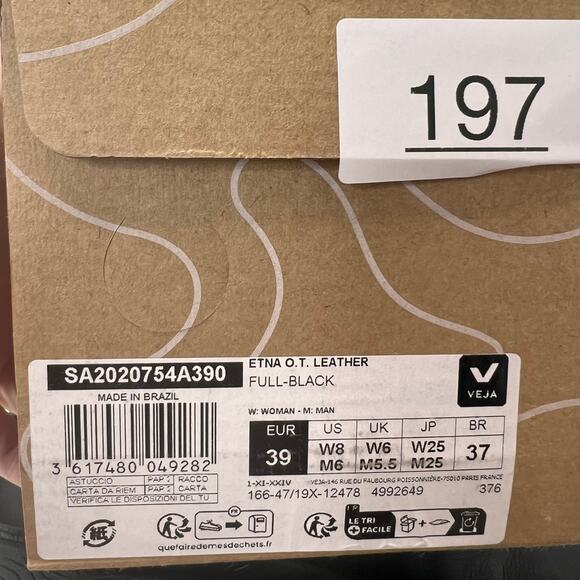 197
SA2020754A390
ETNA O.T. LEATHER
FULL-BLACK
VEJA
MADE IN BRAZIL
3 617480 049282
W: WOMAN - M: MAN
EUR US UK JP BR
39 W8 M6 W6 M5.5 W25 M25 37
ASTUCCIO PAP RACCO
CARTA DA RIEM PAP CARTA
VERIFICA LE DISPOSIZIONI DEL TU
1-XI-XXIV VEJA-146 RUE DU FAUBOURG POISSONNIÈRE-75010 PARIS FRANCE
166-47/19X-12478 4992649 376
FR
quefairedemesdechets.fr
FR
LE TRI
+ FACILE